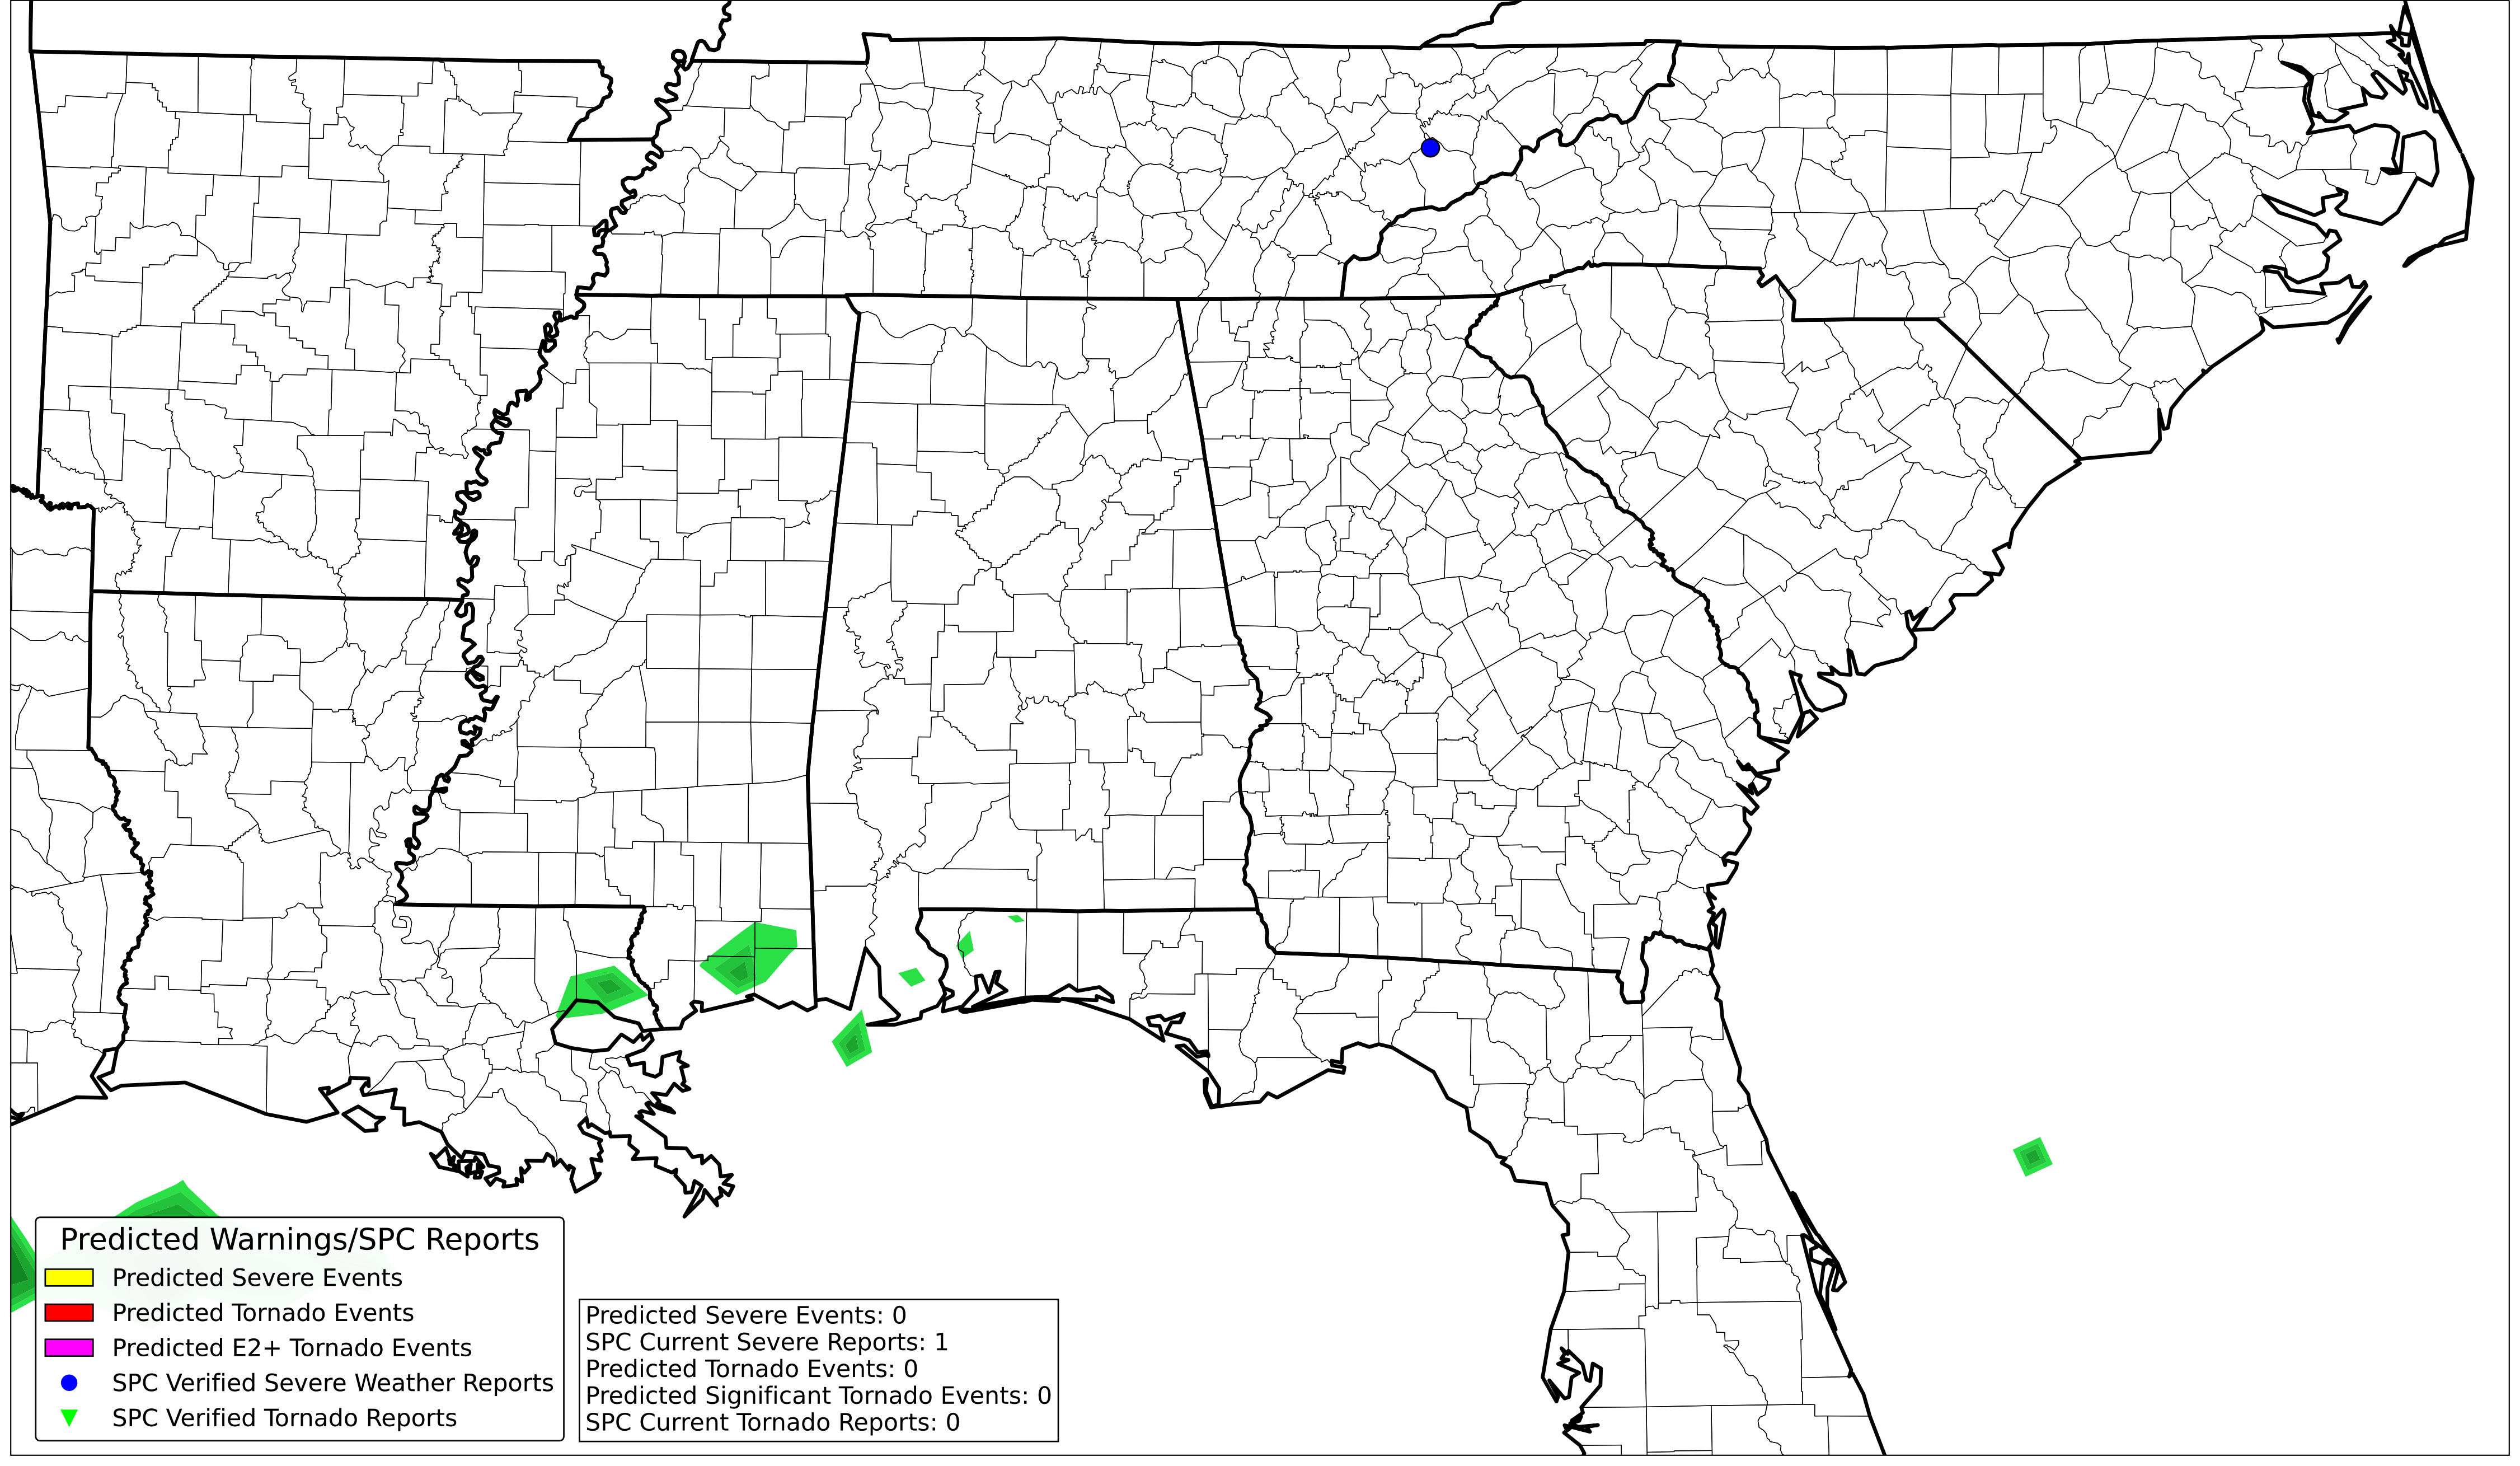 Predicted Warnings/SPC Reports
Predicted Severe Events
Predicted Tornado Events
Predicted E2+ Tornado Events
SPC Verified Severe Weather Reports
SPC Verified Tornado Reports
Predicted Severe Events: 0
SPC Current Severe Reports: 1
Predicted Tornado Events: 0
Predicted Significant Tornado Events: 0
SPC Current Tornado Reports: 0